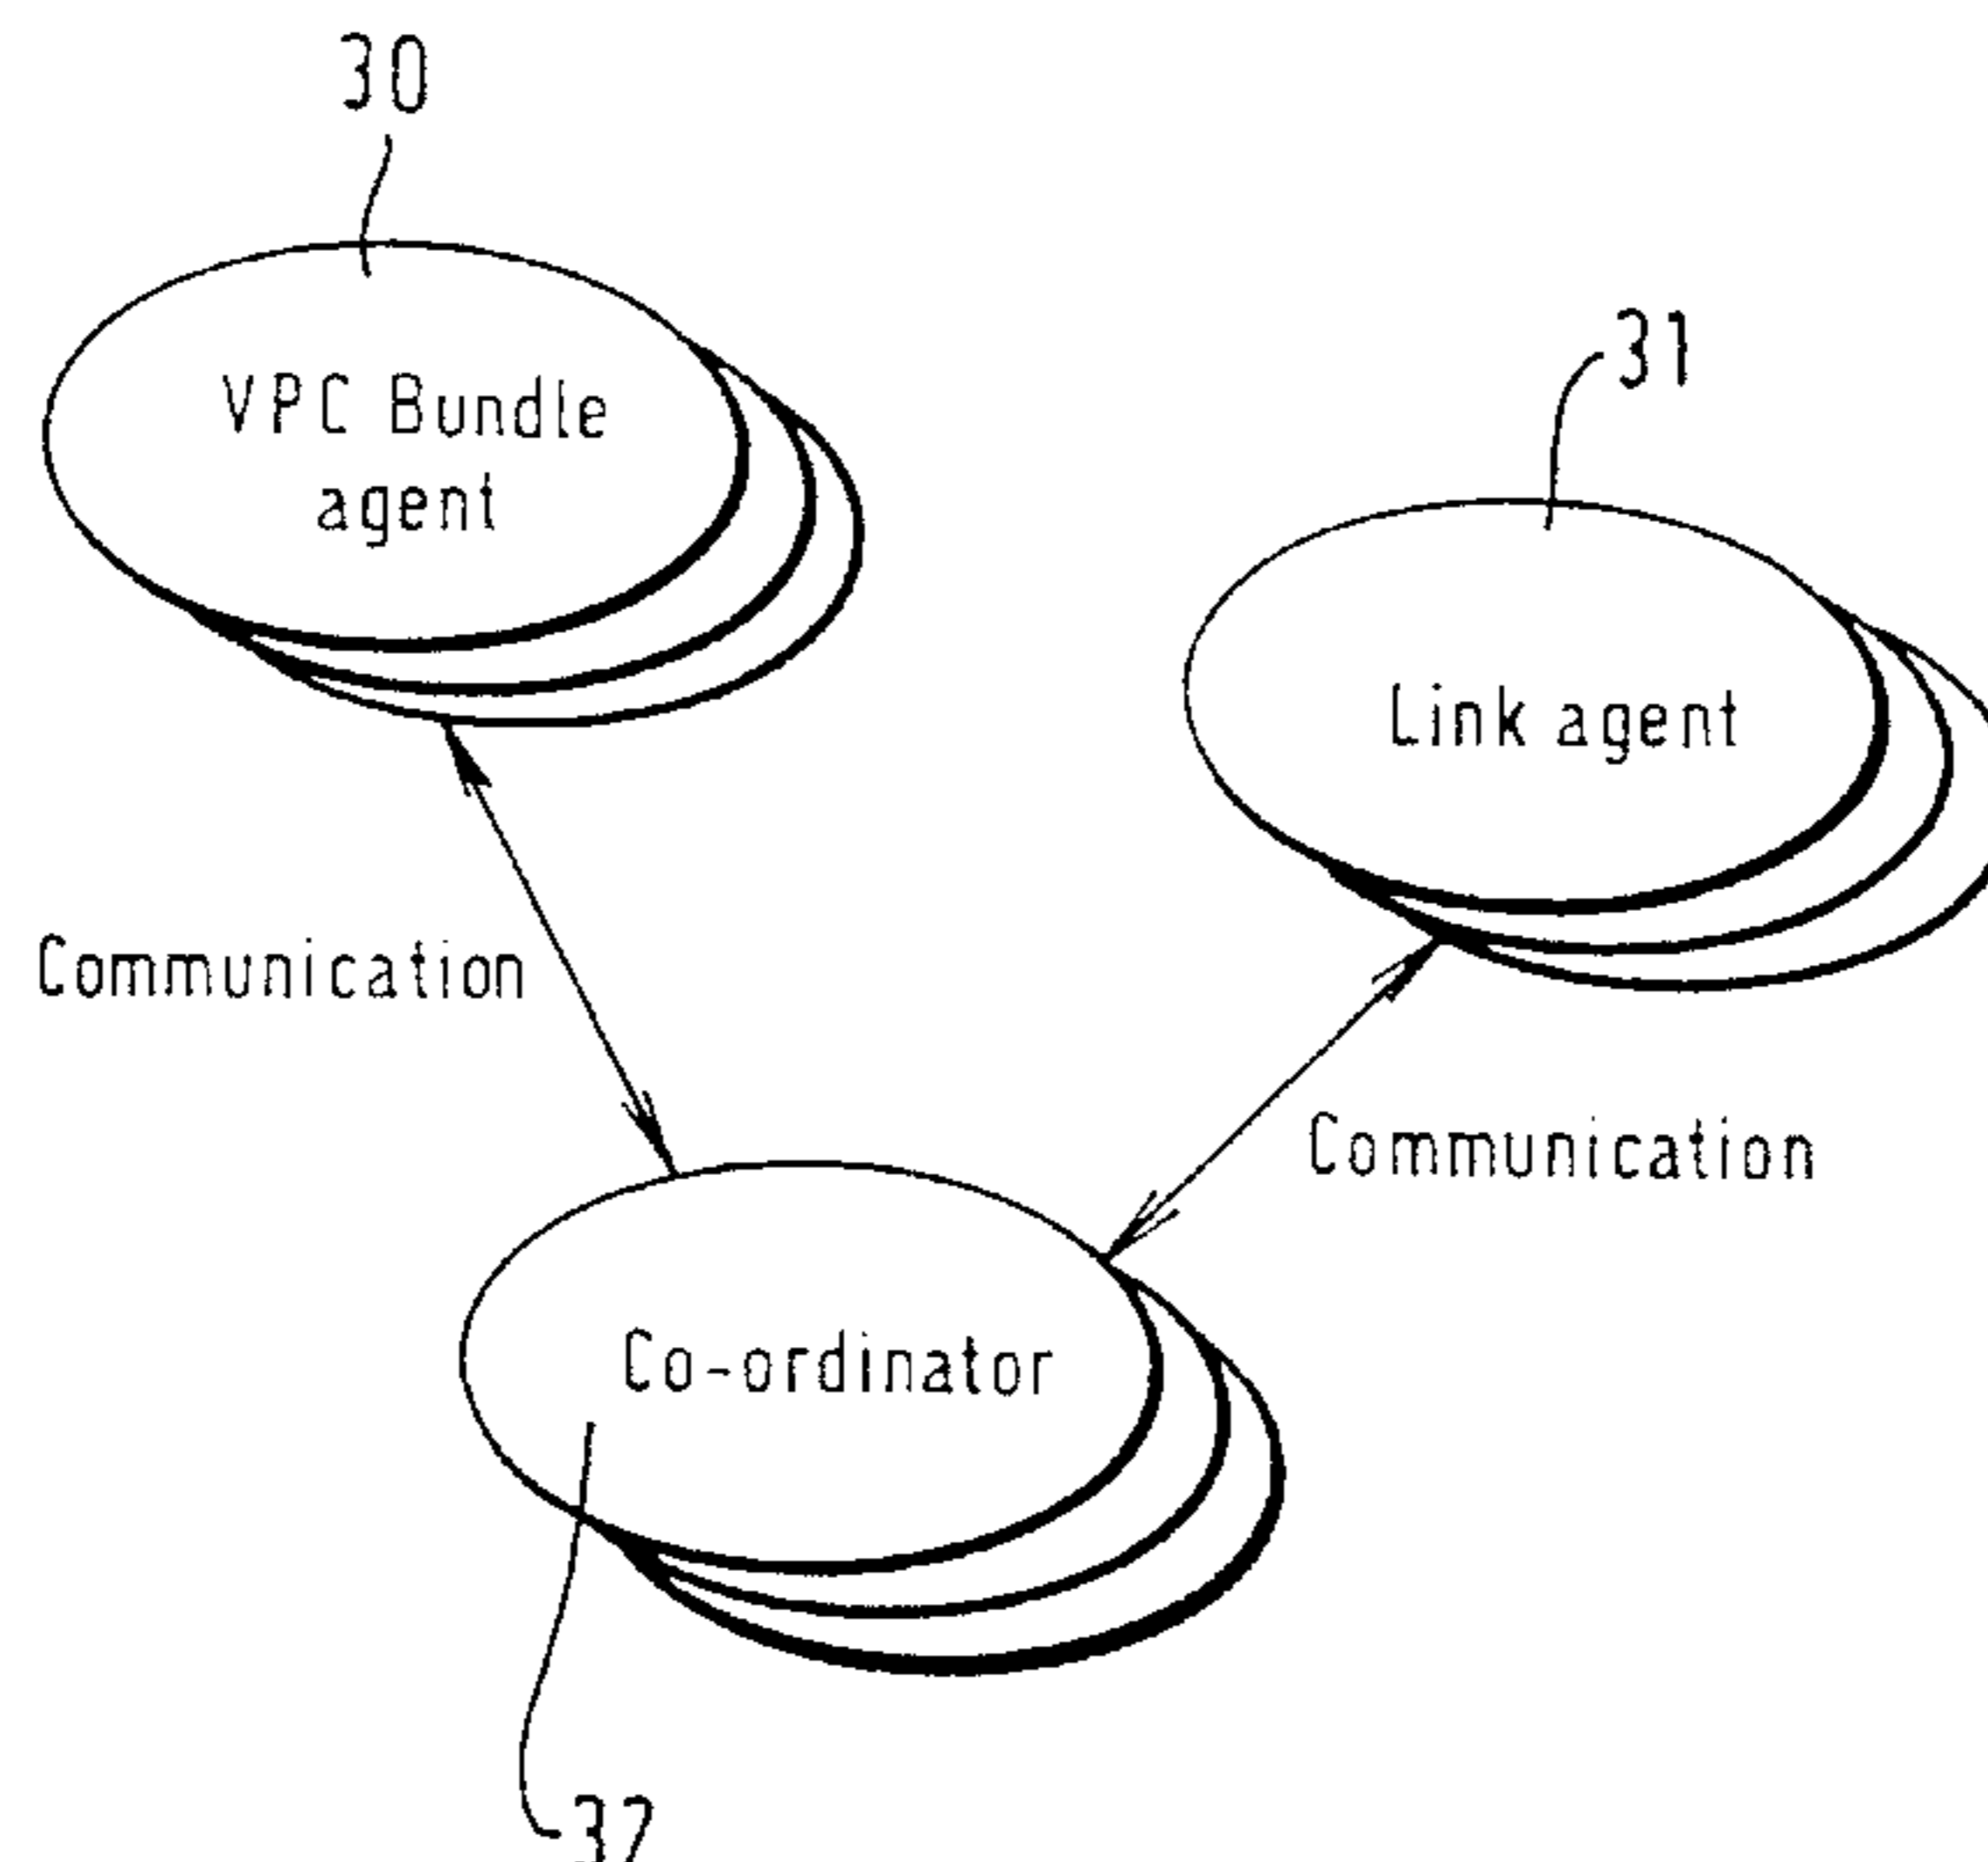 30
VPC Bundle
agent
31
Link agent
Communication
Communication
Co-ordinator
32